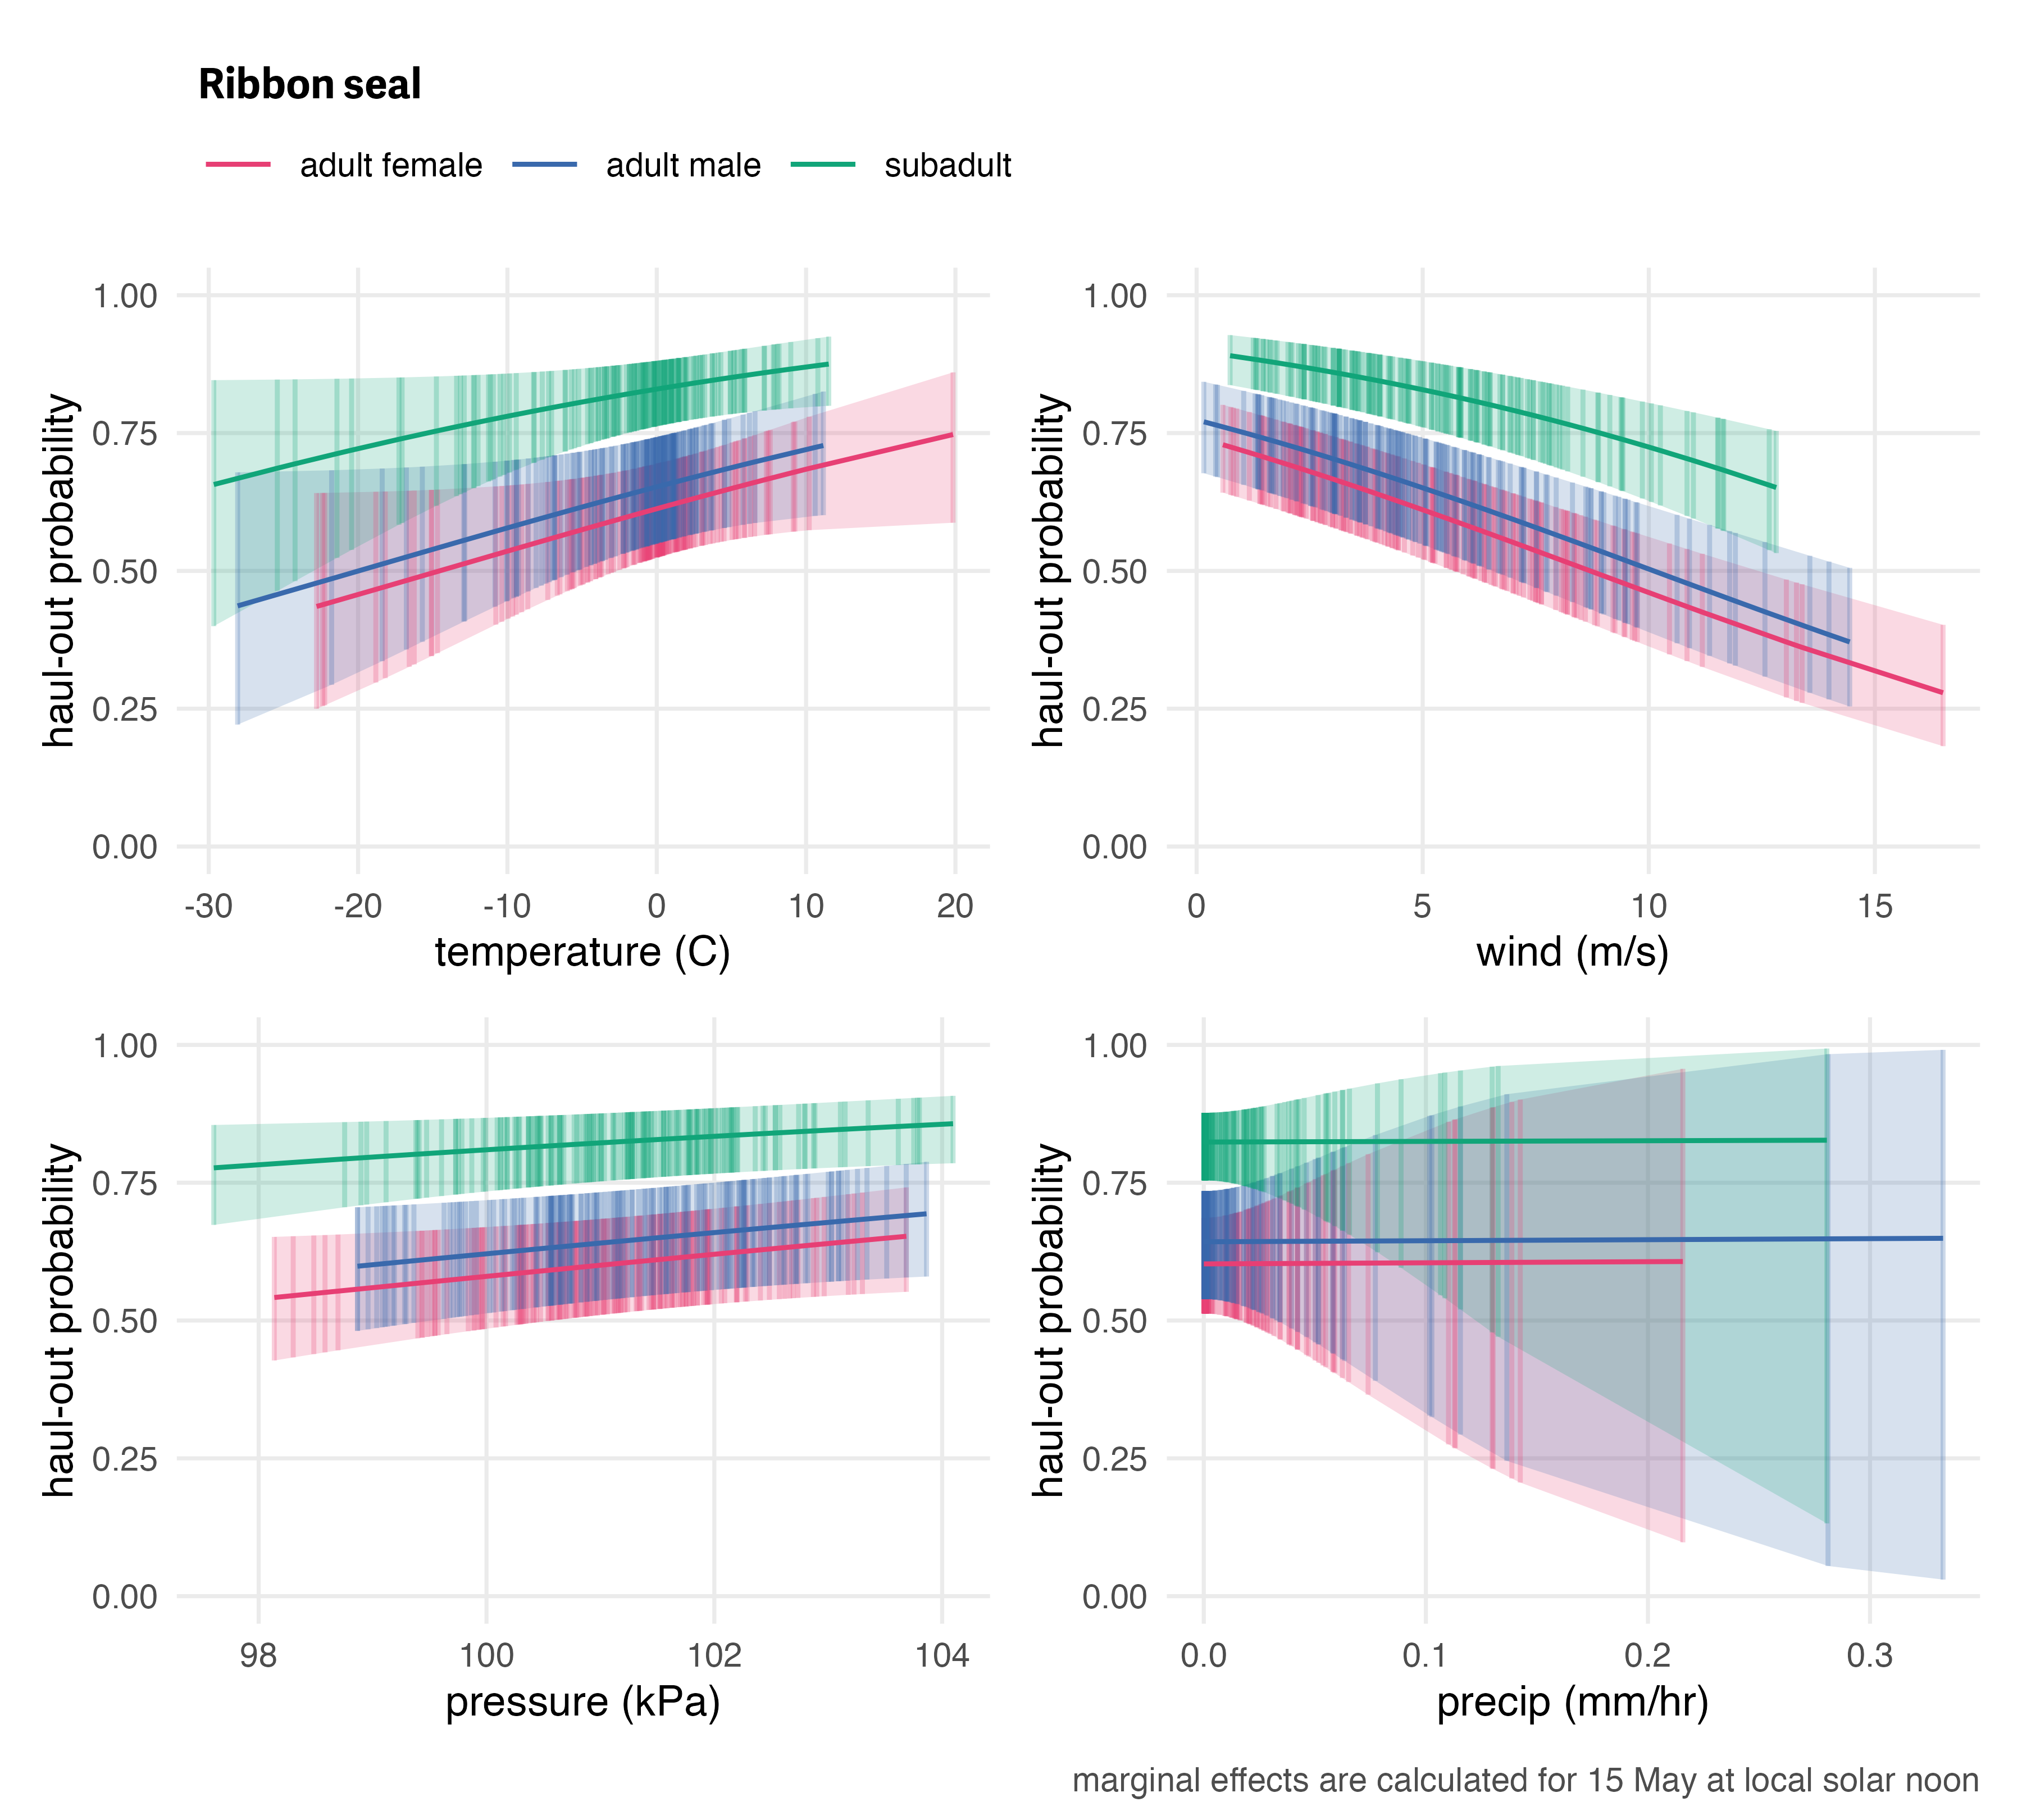 Ribbon seal
adult female adult male subadult
haul-out probability
1.00
0.75
0.50
0.25
0.00
-30 -20 -10 0 10 20
temperature (C)
haul-out probability
1.00
0.75
0.50
0.25
0.00
0 5 10 15
wind (m/s)
haul-out probability
1.00
0.75
0.50
0.25
0.00
98 100 102 104
pressure (kPa)
haul-out probability
1.00
0.75
0.50
0.25
0.00
0.0 0.1 0.2 0.3
precip (mm/hr)
marginal effects are calculated for 15 May at local solar noon